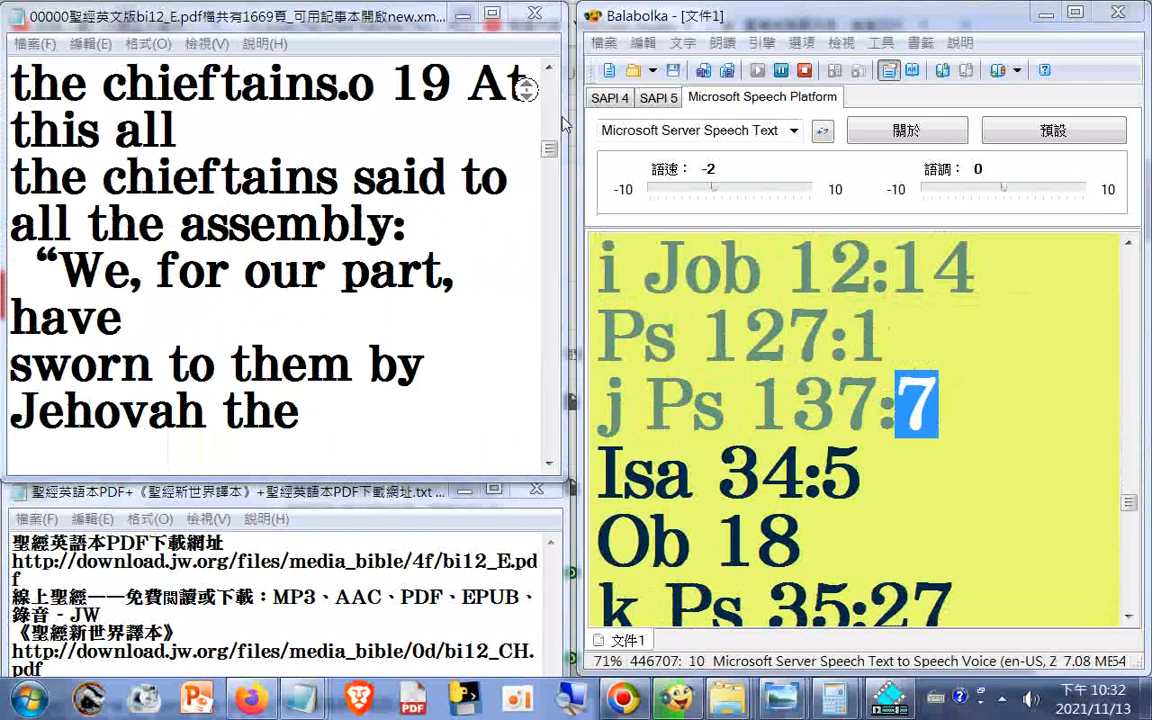 00000聖經英文版bi12_E.pdf檔共有1669頁_可用記事本開啟new.xm...
檔案(F) 編輯(E) 格式(O) 檢視(V) 說明(H)
the chieftains.o 19 At
this all
the chieftains said to
all the assembly:
“We, for our part,
have
sworn to them by
Jehovah the
聖經英語本PDF+《聖經新世界譯本》+聖經英語本PDF下載網址.txt ...
檔案(F) 編輯(E) 格式(O) 檢視(V) 說明(H)
聖經英語本PDF下載網址
http://download.jw.org/files/media_bible/4f/bi12_E.pd
f
線上聖經——免費閱讀或下載：MP3、AAC、PDF、EPUB、
錄音 - JW
《聖經新世界譯本》
http://download.jw.org/files/media_bible/0d/bi12_CH.
pdf
Balabolka - [文件1]
檔案 編輯 文字 朗讀 引擎 選項 檢視 工具 書籤 說明
SAPI 4 SAPI 5 Microsoft Speech Platform
Microsoft Server Speech Text 關於 預設
語速： -2 語調： 0
-10 10 -10 10
i Job 12:14
Ps 127:1
j Ps 137:7
Isa 34:5
Ob 18
k Ps 35:27
文件1
71% 446707: 10 Microsoft Server Speech Text to Speech Voice (en-US, Z 7.08 ME54
PDF
下午 10:32
2021/11/13